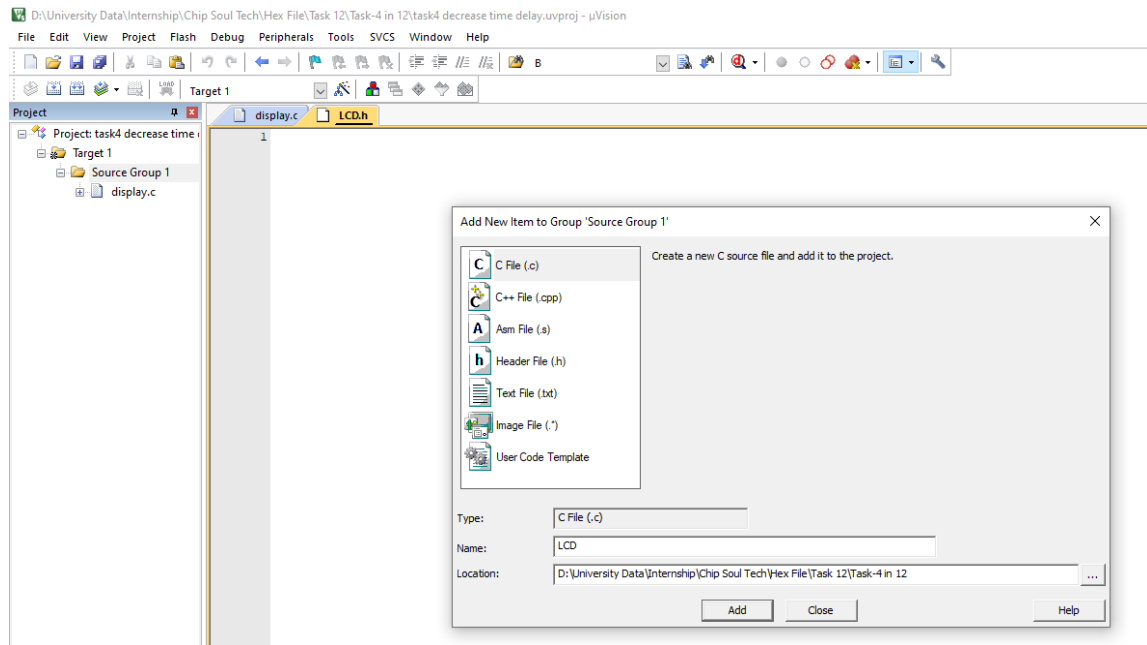 D:\University Data\Internship\Chip Soul Tech\Hex File\Task 12\Task-4 in 12\task4 decrease time delay.uvproj - µVision
File Edit View Project Flash Debug Peripherals Tools SVCS Window Help
B
LOAD Target 1
Project
display.c LCD.h
Project: task4 decrease time
1
Target 1
Source Group 1
display.c
Add New Item to Group 'Source Group 1'
C C File (.c)
Create a new C source file and add it to the project.
C C++ File (.cpp)
A Asm File (.s)
h Header File (.h)
Text File (.txt)
Image File (.*)
User Code Template
Type: C File (.c)
Name: LCD
Location: D:\University Data\Internship\Chip Soul Tech\Hex File\Task 12\Task-4 in 12 ...
Add Close Help